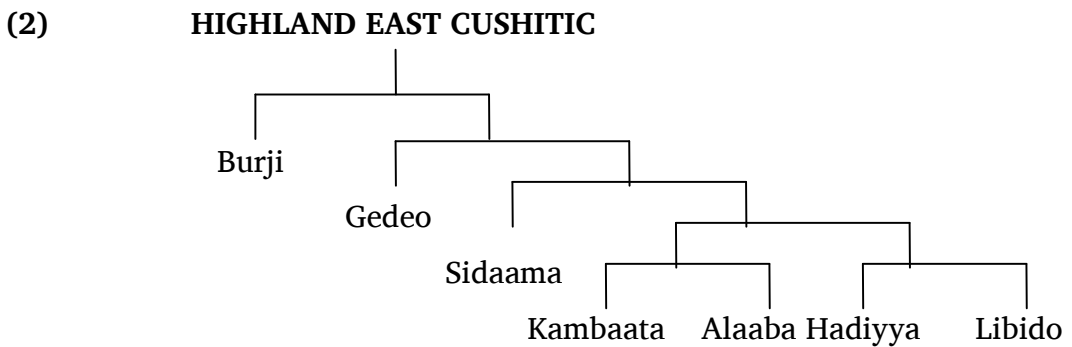 (2) HIGHLAND EAST CUSHITIC
Burji
Gedeo
Sidaama
Kambaata Alaaba Hadiyya Libido